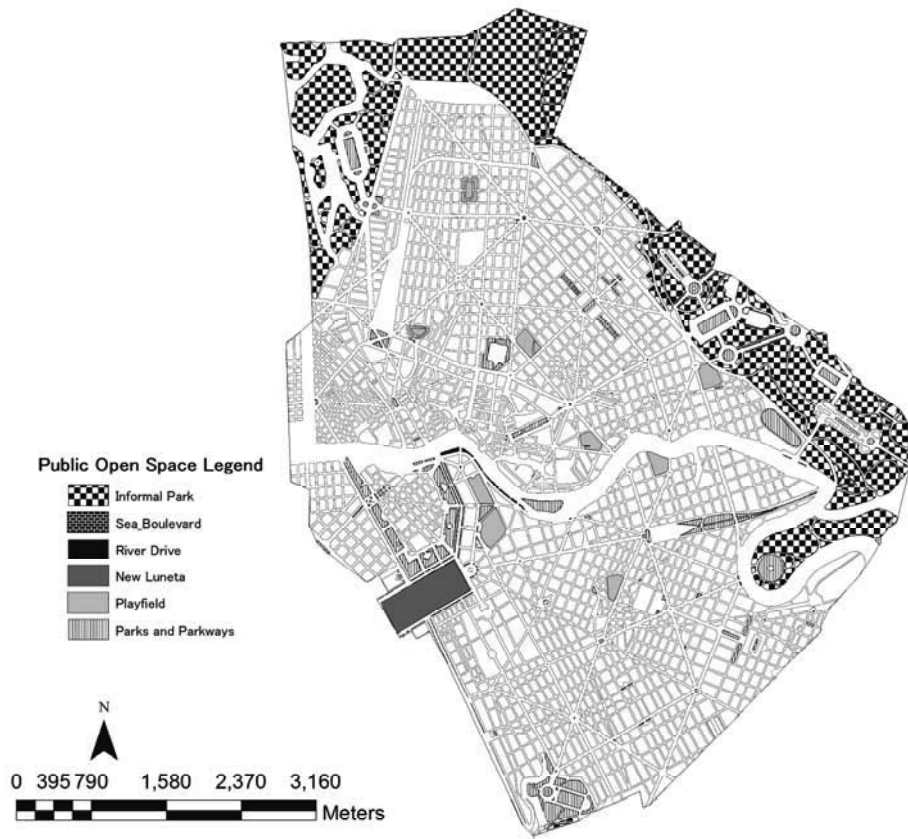 Public Open Space Legend
Informal Park
Sea_Boulevard
River Drive
New Luneta
Playfield
Parks and Parkways
N
0 395 790 1,580 2,370 3,160
Meters